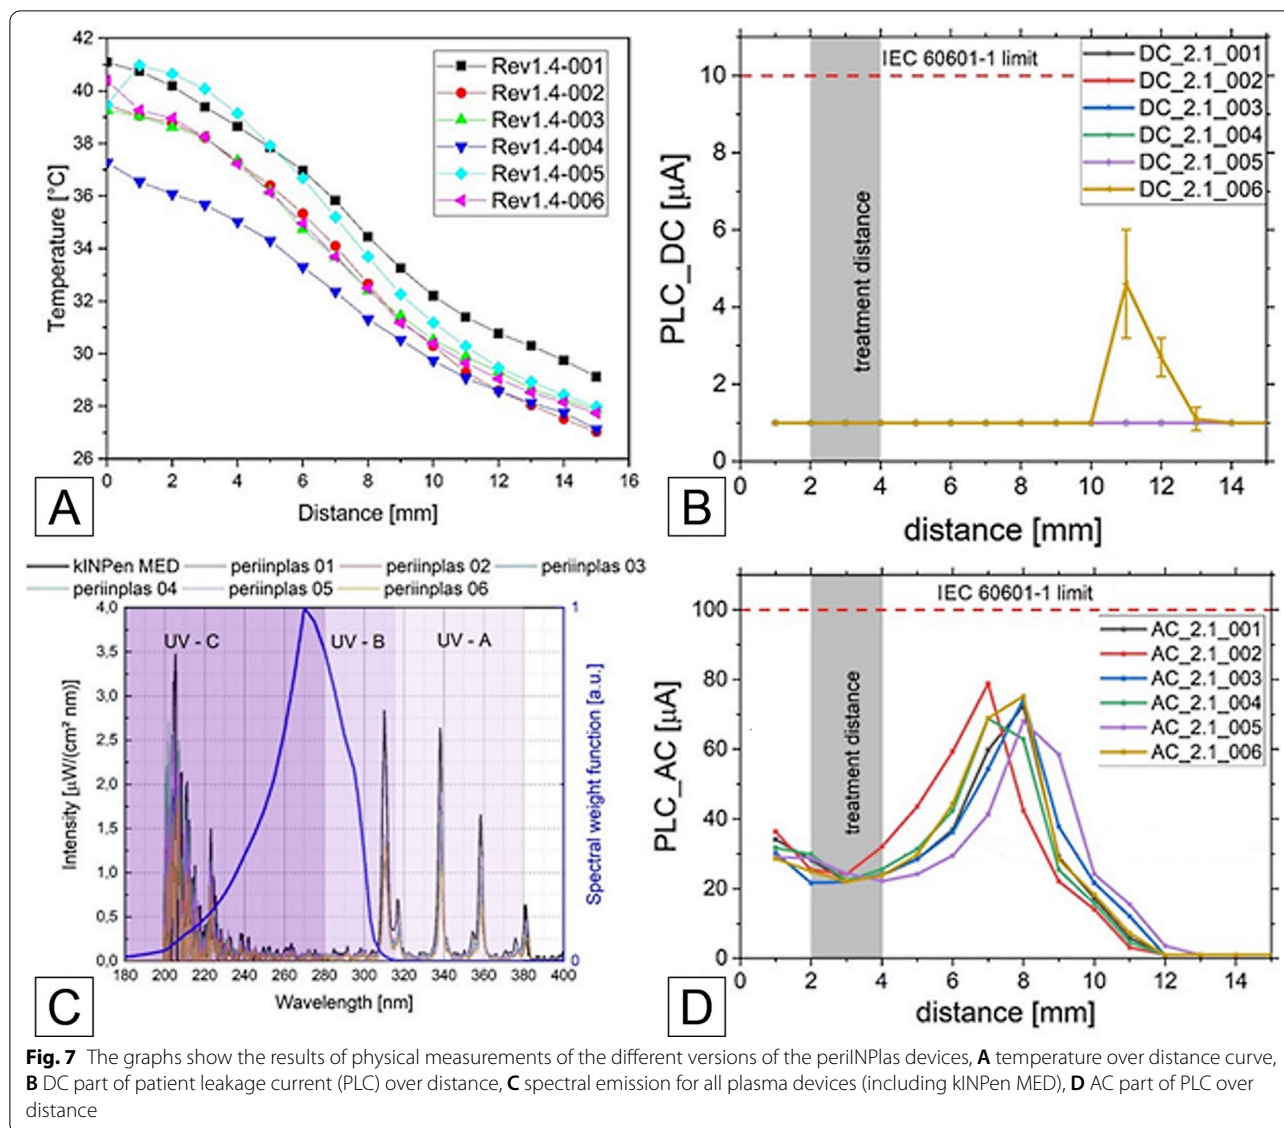 42
40
38
36
34
32
30
28
26
Temperature [°C]
Rev1.4-001
Rev1.4-002
Rev1.4-003
Rev1.4-004
Rev1.4-005
Rev1.4-006
0 2 4 6 8 10 12 14 16
Distance [mm]
A
10
8
6
4
2
0
PLC_DC [µA]
IEC 60601-1 limit
treatment distance
DC_2.1_001
DC_2.1_002
DC_2.1_003
DC_2.1_004
DC_2.1_005
DC_2.1_006
0 2 4 6 8 10 12 14
distance [mm]
B
kINPen MED periinplas 01 periinplas 02 periinplas 03
periinplas 04 periinplas 05 periinplas 06
4,0
3,5
3,0
2,5
2,0
1,5
1,0
0,5
0,0
Intensity [µW/(cm² nm)]
UV - C UV - B UV - A
1
0
Spectral weight function [a.u.]
180 200 220 240 260 280 300 320 340 360 380 400
Wavelength [nm]
C
100
80
60
40
20
0
PLC_AC [µA]
IEC 60601-1 limit
treatment distance
AC_2.1_001
AC_2.1_002
AC_2.1_003
AC_2.1_004
AC_2.1_005
AC_2.1_006
0 2 4 6 8 10 12 14
distance [mm]
D
Fig. 7 The graphs show the results of physical measurements of the different versions of the periINPlas devices, A temperature over distance curve,
B DC part of patient leakage current (PLC) over distance, C spectral emission for all plasma devices (including kINPen MED), D AC part of PLC over
distance